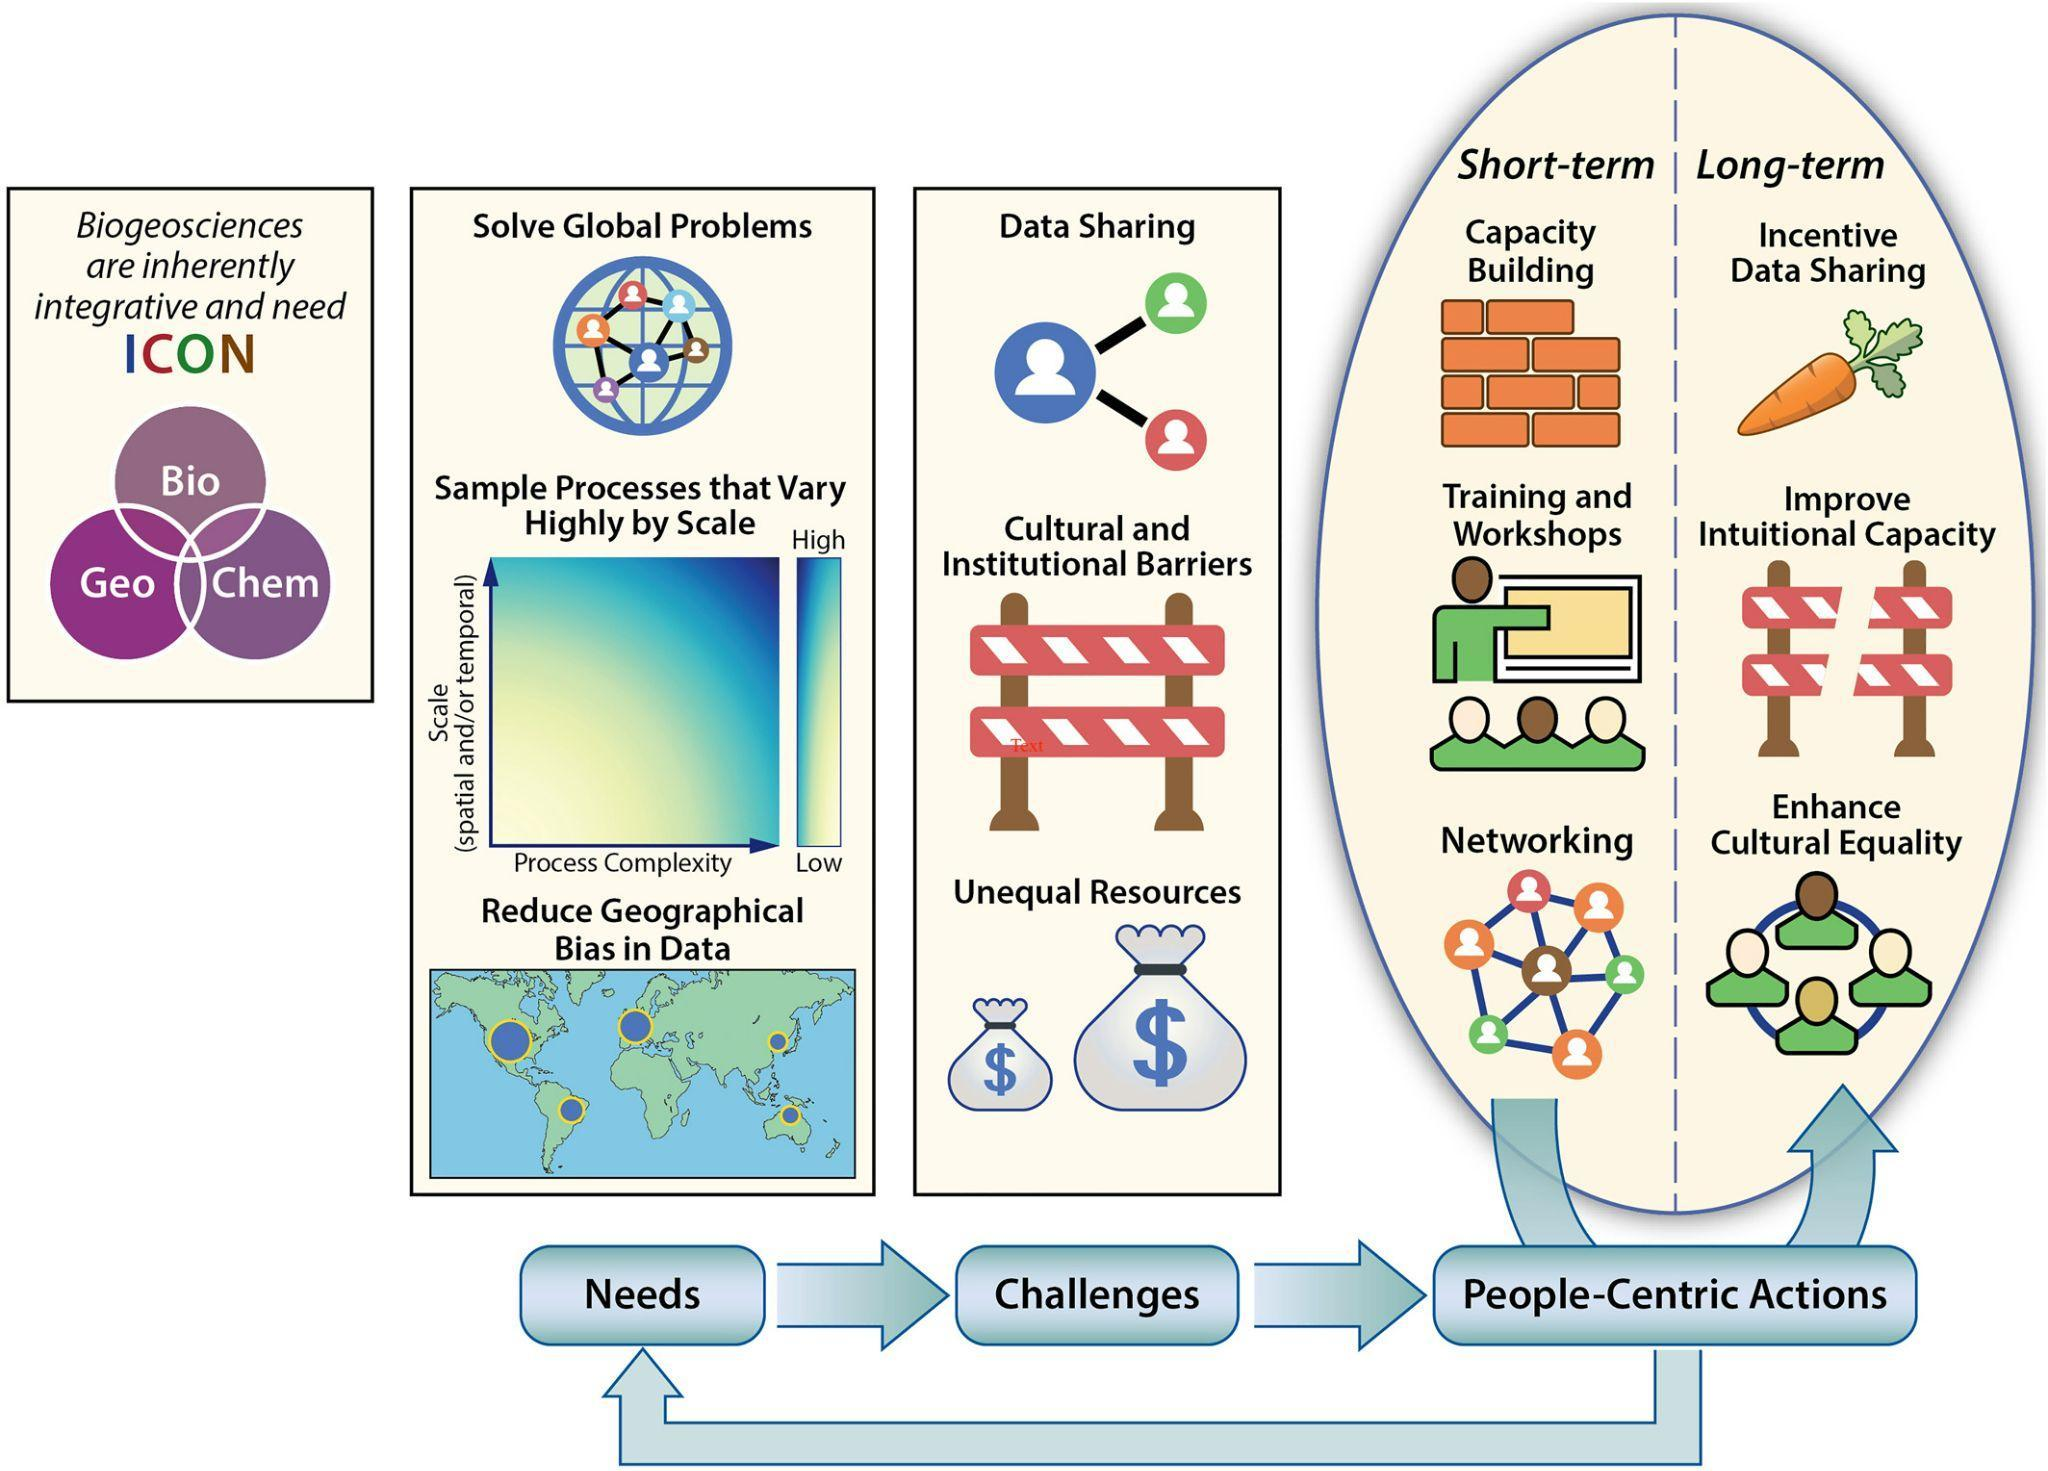 Biogeosciences
are inherently
integrative and need
ICON
Bio
Geo
Chem
Solve Global Problems
Sample Processes that Vary
Highly by Scale
High
Scale
(spatial and/or temporal)
Process Complexity
Low
Reduce Geographical
Bias in Data
Data Sharing
Cultural and
Institutional Barriers
Text
Unequal Resources
$
$
Short-term
Capacity
Building
Training and
Workshops
Networking
Long-term
Incentive
Data Sharing
Improve
Intuitional Capacity
Enhance
Cultural Equality
Needs
Challenges
People-Centric Actions